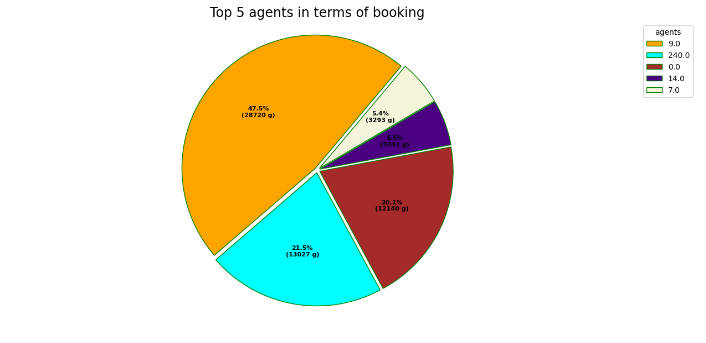 Top 5 agents in terms of booking
agents
9.0
240.0
0.0
14.0
7.0
47.5%
(28720 g)
5.4%
(3293 g)
20.1%
(12140 g)
21.5%
(13027 g)